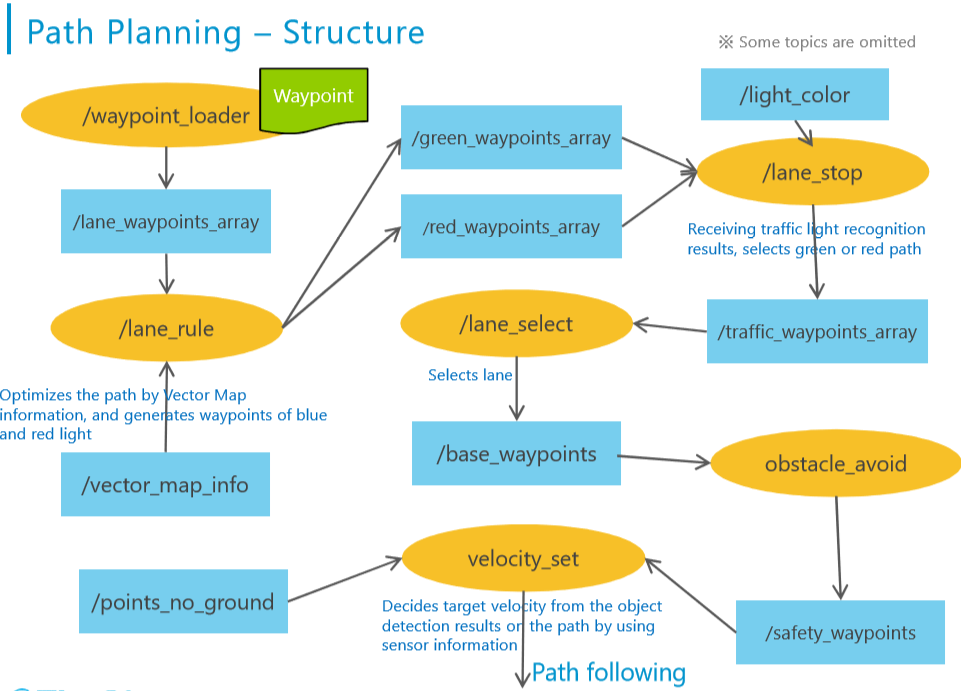 Path Planning – Structure
※ Some topics are omitted
/waypoint_loader
Waypoint
/light_color
/green_waypoints_array
/lane_stop
/lane_waypoints_array
/red_waypoints_array
Receiving traffic light recognition
results, selects green or red path
/lane_rule
/lane_select
/traffic_waypoints_array
Selects lane
Optimizes the path by Vector Map
information, and generates waypoints of blue
and red light
/base_waypoints
obstacle_avoid
/vector_map_info
velocity_set
/points_no_ground
Decides target velocity from the object
detection results on the path by using
sensor information
/safety_waypoints
Path following